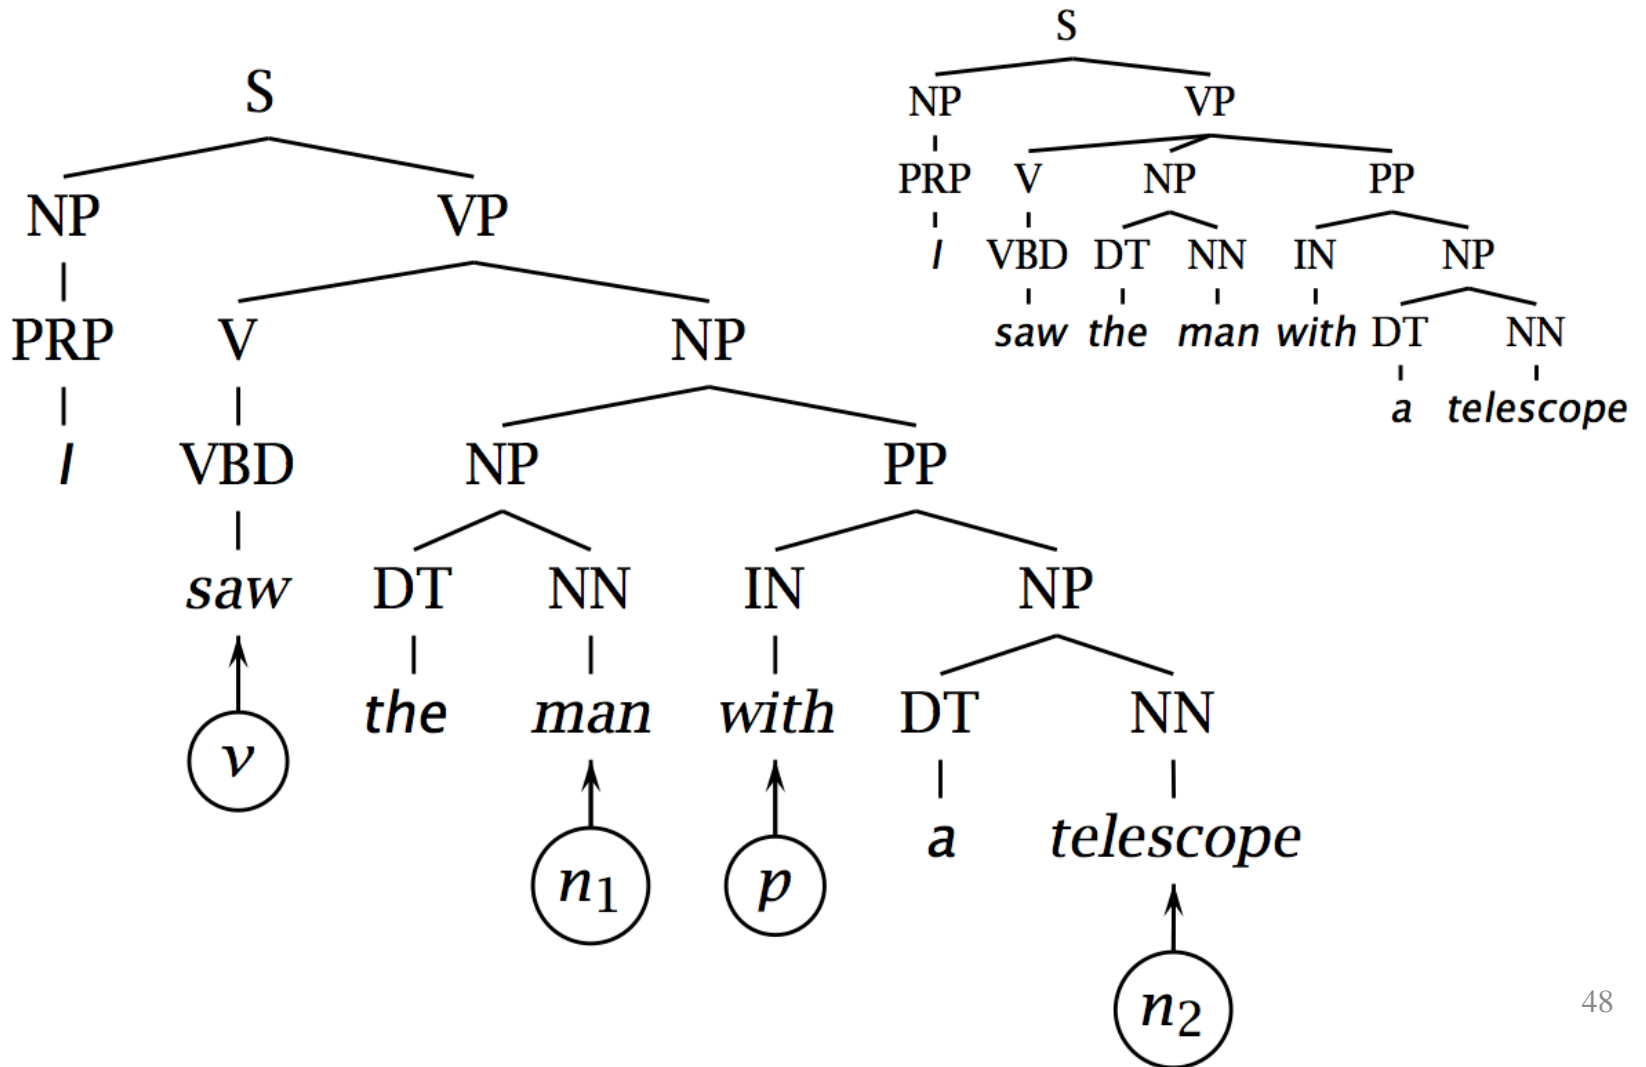 S
NP VP
PRP V NP
I VBD NP PP
saw DT NN IN NP
the man with DT NN
a telescope
v
n1 p
n2
S
NP VP
PRP V NP PP
I VBD DT NN IN NP
saw the man with DT NN
a telescope
48